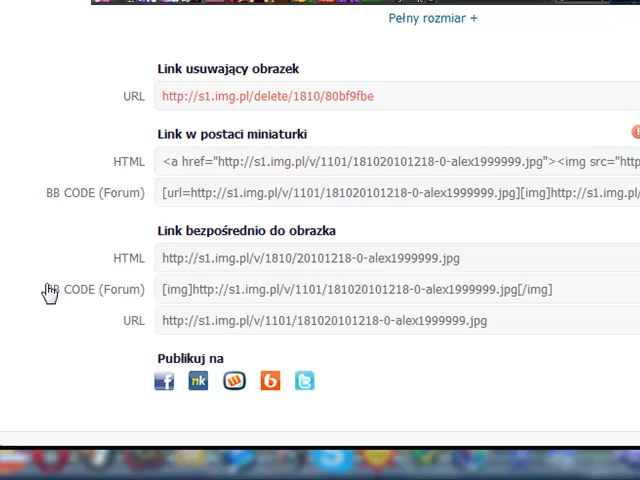 Pełny rozmiar +
Link usuwający obrazek
URL http://s1.img.pl/delete/1810/80bf9fbe
Link w postaci miniaturki
HTML <a href="http://s1.img.pl/v/1101/181020101218-0-alex1999999.jpg"><img src="http
BB CODE (Forum) [url=http://s1.img.pl/v/1101/181020101218-0-alex1999999.jpg][img]http://s1.img.pl
Link bezpośrednio do obrazka
HTML http://s1.img.pl/v/1810/20101218-0-alex1999999.jpg
BB CODE (Forum) [img]http://s1.img.pl/v/1101/181020101218-0-alex1999999.jpg[/img]
URL http://s1.img.pl/v/1101/181020101218-0-alex1999999.jpg
Publikuj na
f nk b t